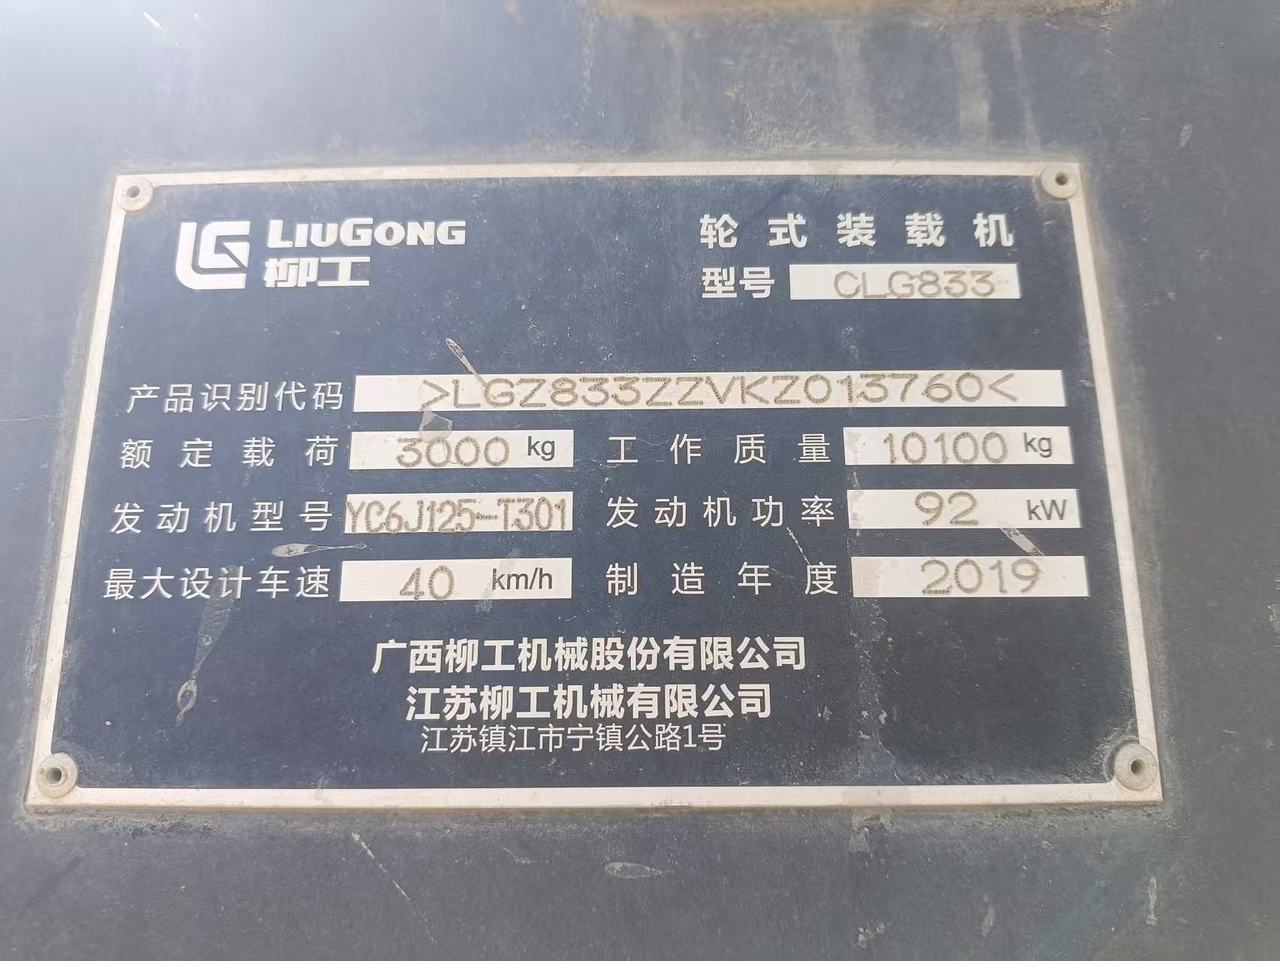 LIUGONG
柳工
轮式装载机
型号 CLG833
产品识别代码 >LGZ833ZZVKZ013760<
额定载荷 3000 kg 工作质量 10100 kg
发动机型号 YC6J125-T301 发动机功率 92 kW
最大设计车速 40 km/h 制造年度 2019
广西柳工机械股份有限公司
江苏柳工机械有限公司
江苏镇江市宁镇公路1号